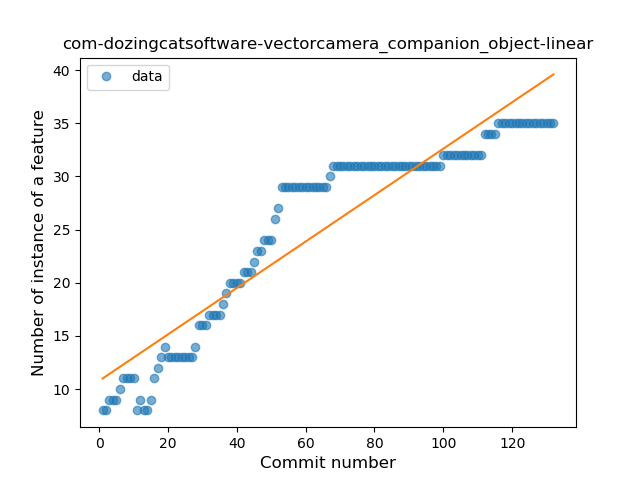 com-dozingcatsoftware-vectorcamera_companion_object-linear
data
Number of instance of a feature
40
35
30
25
20
15
10
0 20 40 60 80 100 120
Commit number